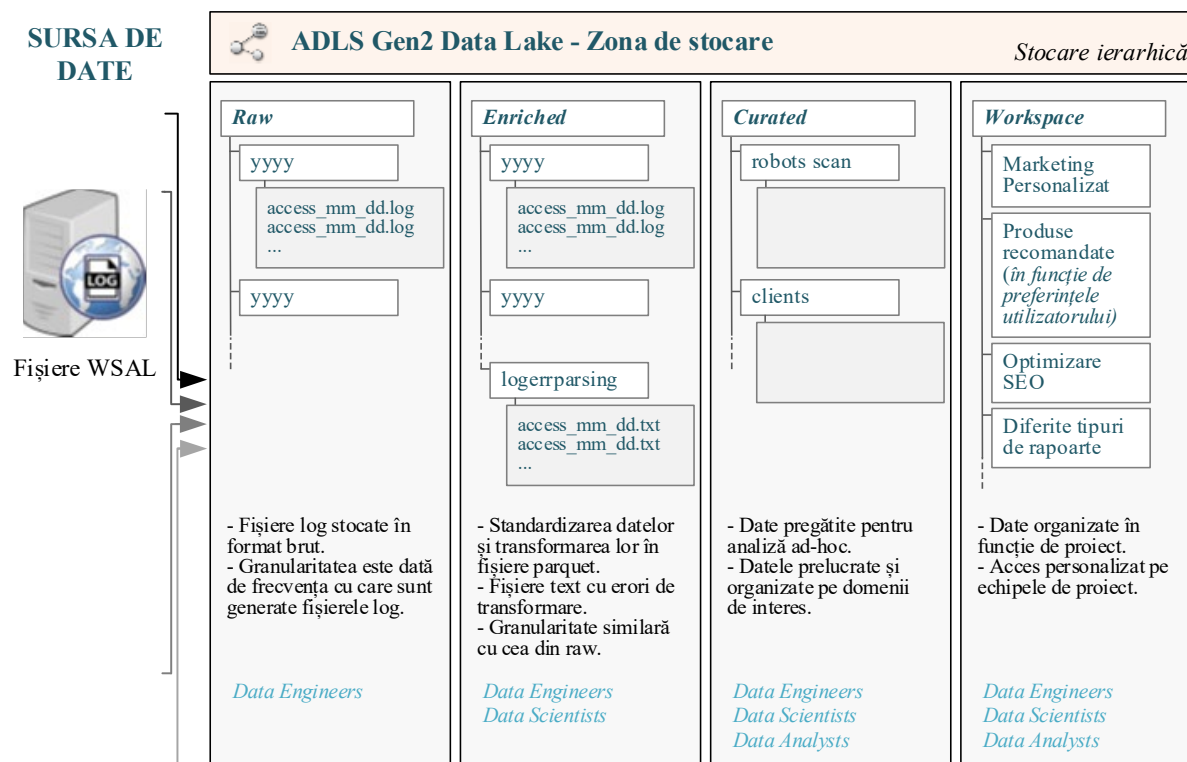 SURSA DE
DATE
LOG
Fișiere WSAL
ADLS Gen2 Data Lake - Zona de stocare
Stocare ierarhică
Raw
yyyy
access_mm_dd.log
access_mm_dd.log
...
yyyy
- Fișiere log stocate în
format brut.
- Granularitatea este dată
de frecvența cu care sunt
generate fișierele log.
Data Engineers
Enriched
yyyy
access_mm_dd.log
access_mm_dd.log
...
yyyy
logerrparsing
access_mm_dd.txt
access_mm_dd.txt
...
- Standardizarea datelor
și transformarea lor în
fișiere parquet.
- Fișiere text cu erori de
transformare.
- Granularitate similară
cu cea din raw.
Data Engineers
Data Scientists
Curated
robots scan
clients
- Date pregătite pentru
analiză ad-hoc.
- Datele prelucrate și
organizate pe domenii
de interes.
Data Engineers
Data Scientists
Data Analysts
Workspace
Marketing
Personalizat
Produse
recomandate
(în funcție de
preferințele
utilizatorului)
Optimizare
SEO
Diferite tipuri
de rapoarte
- Date organizate în
funcție de proiect.
- Acces personalizat pe
echipele de proiect.
Data Engineers
Data Scientists
Data Analysts